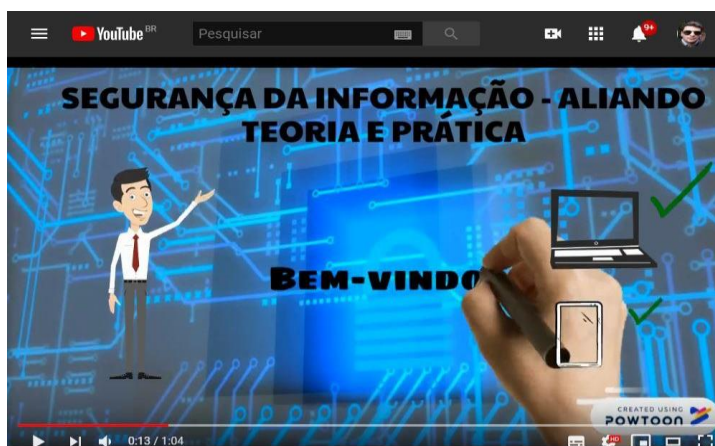 YouTube BR
Pesquisar
9+
SEGURANÇA DA INFORMAÇÃO - ALIANDO
TEORIA E PRÁTICA
BEM-VINDO
CREATED USING
POWTOON
0:13 / 1:04
HD